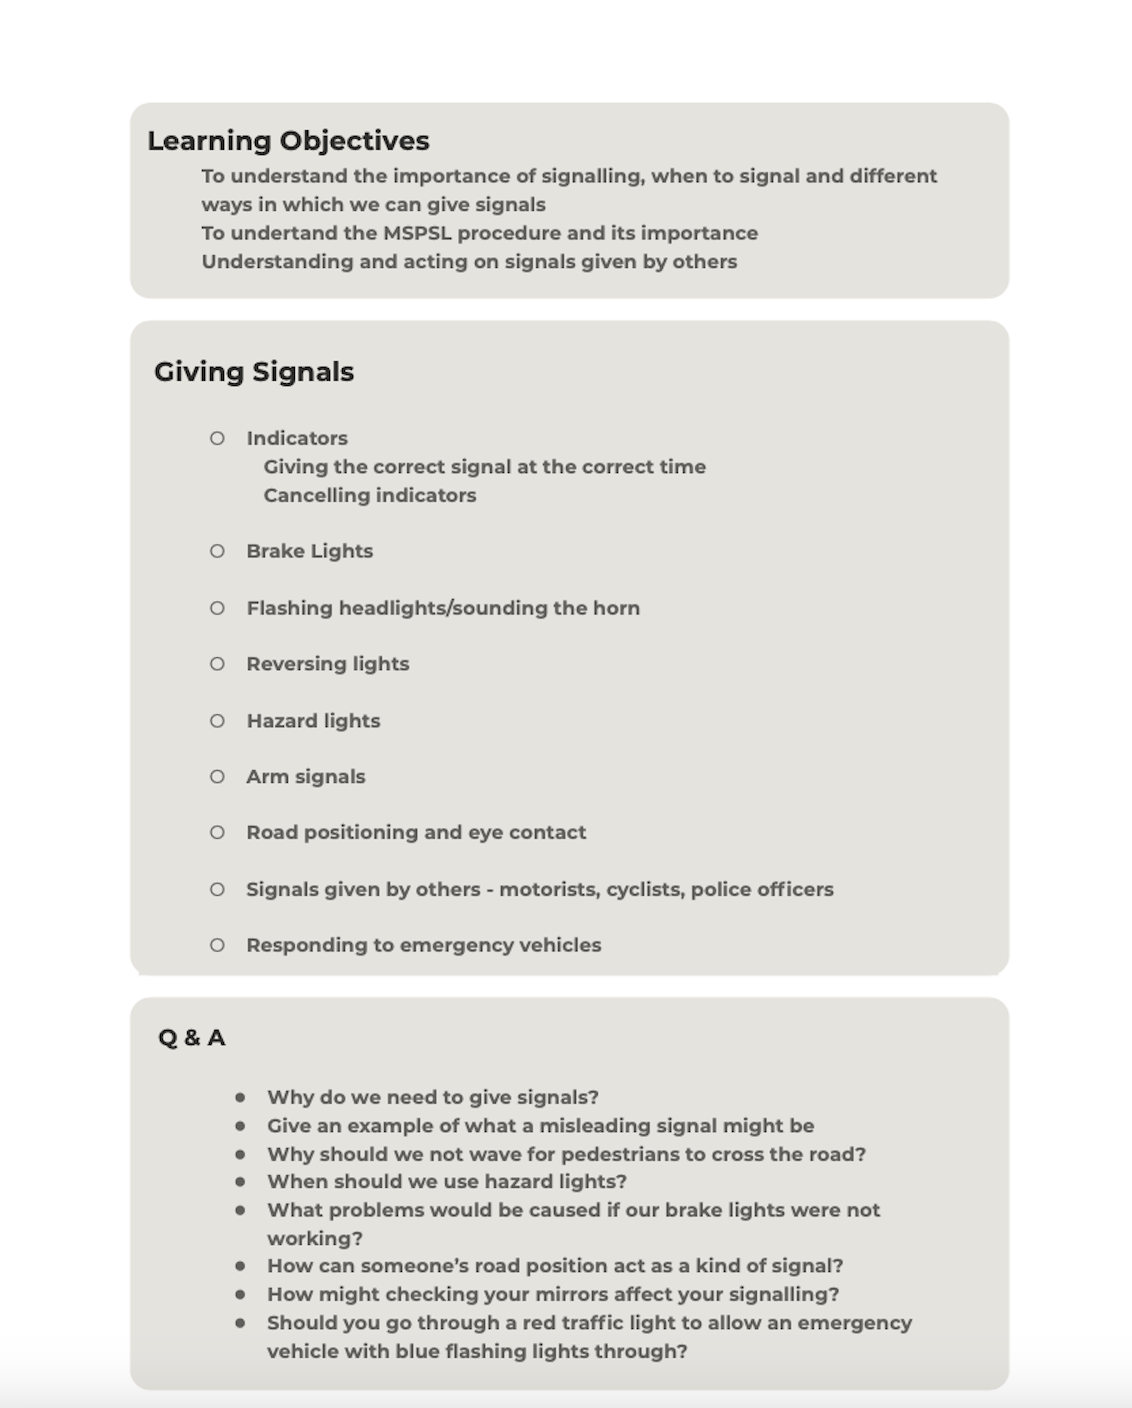 Learning Objectives
To understand the importance of signalling, when to signal and different
ways in which we can give signals
To undertand the MSPSL procedure and its importance
Understanding and acting on signals given by others
Giving Signals
Indicators
Giving the correct signal at the correct time
Cancelling indicators
Brake Lights
Flashing headlights/sounding the horn
Reversing lights
Hazard lights
Arm signals
Road positioning and eye contact
Signals given by others - motorists, cyclists, police officers
Responding to emergency vehicles
Q & A
Why do we need to give signals?
Give an example of what a misleading signal might be
Why should we not wave for pedestrians to cross the road?
When should we use hazard lights?
What problems would be caused if our brake lights were not
working?
How can someone’s road position act as a kind of signal?
How might checking your mirrors affect your signalling?
Should you go through a red traffic light to allow an emergency
vehicle with blue flashing lights through?